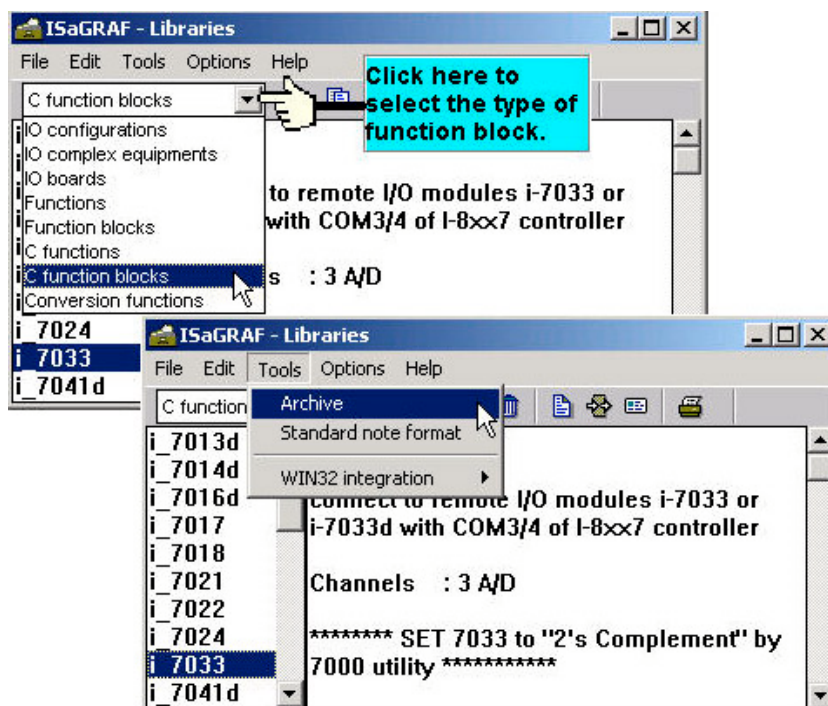 ISaGRAF - Libraries
File Edit Tools Options Help
C function blocks
Click here to
select the type of
function block.
IO configurations
IO complex equipments
IO boards
Functions
Function blocks
C functions
C function blocks
Conversion functions
to remote I/O modules i-7033 or
with COM3/4 of I-8xx7 controller
s : 3 A/D
i_7024
i_7033
i_7041d
ISaGRAF - Libraries
File Edit Tools Options Help
C function
Archive
Standard note format
WIN32 integration
i_7013d
i_7014d
i_7016d
i_7017
i_7018
i_7021
i_7022
i_7024
i_7033
i_7041d
connect to remote I/O modules i-7033 or
i-7033d with COM3/4 of I-8xx7 controller
Channels : 3 A/D
******** SET 7033 to "2's Complement" by
7000 utility ***********